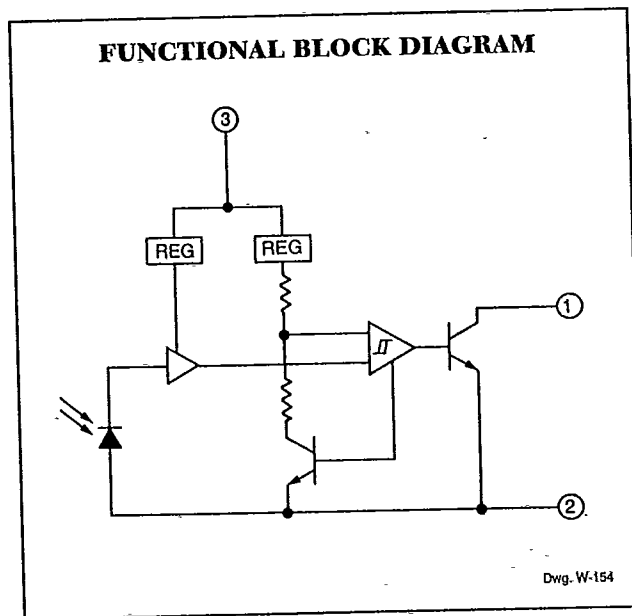 FUNCTIONAL BLOCK DIAGRAM
3
REG REG
1
2
Dwg. W-154